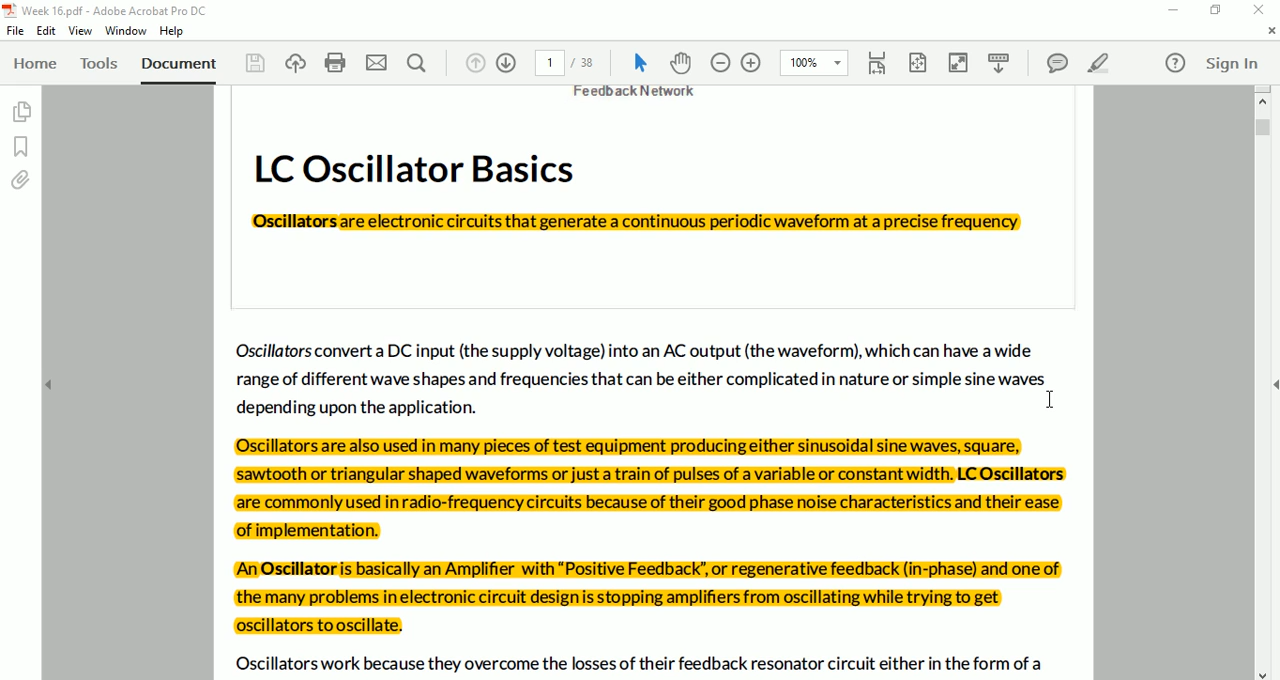 Week 16.pdf - Adobe Acrobat Pro DC
File Edit View Window Help
Home Tools Document 1 / 38 100% Sign In
Feedback Network
LC Oscillator Basics
Oscillators are electronic circuits that generate a continuous periodic waveform at a precise frequency
Oscillators convert a DC input (the supply voltage) into an AC output (the waveform), which can have a wide
range of different wave shapes and frequencies that can be either complicated in nature or simple sine waves
depending upon the application.
Oscillators are also used in many pieces of test equipment producing either sinusoidal sine waves, square,
sawtooth or triangular shaped waveforms or just a train of pulses of a variable or constant width. LC Oscillators
are commonly used in radio-frequency circuits because of their good phase noise characteristics and their ease
of implementation.
An Oscillator is basically an Amplifier with “Positive Feedback”, or regenerative feedback (in-phase) and one of
the many problems in electronic circuit design is stopping amplifiers from oscillating while trying to get
oscillators to oscillate.
Oscillators work because they overcome the losses of their feedback resonator circuit either in the form of a